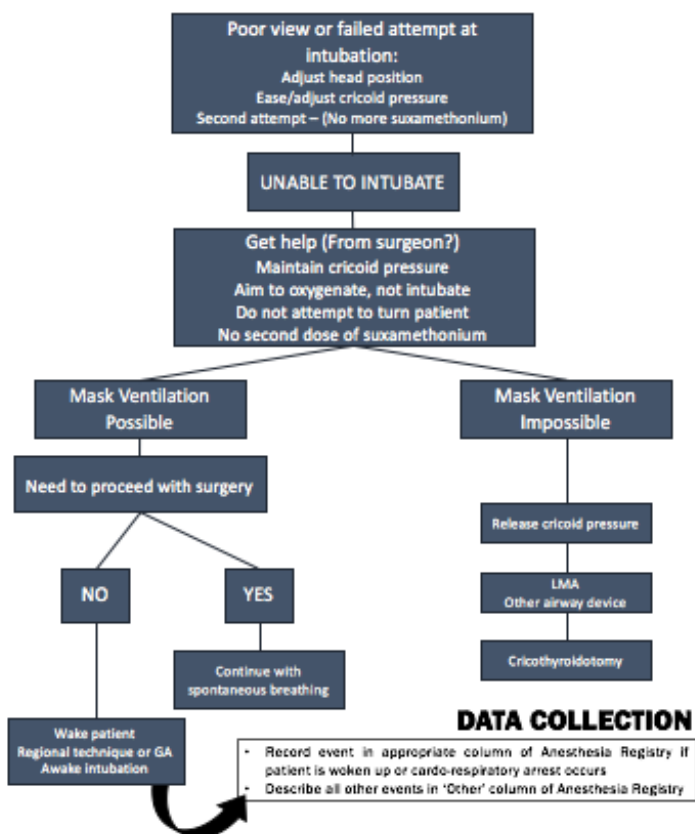 Poor view or failed attempt at
intubation:
Adjust head position
Ease/adjust cricoid pressure
Second attempt – (No more suxamethonium)
UNABLE TO INTUBATE
Get help (From surgeon?)
Maintain cricoid pressure
Aim to oxygenate, not intubate
Do not attempt to turn patient
No second dose of suxamethonium
Mask Ventilation
Possible
Mask Ventilation
Impossible
Need to proceed with surgery
Release cricoid pressure
NO
YES
LMA
Other airway device
Continue with
spontaneous breathing
Cricothyroidotomy
Wake patient
Regional technique or GA
Awake intubation
DATA COLLECTION
• Record event in appropriate column of Anesthesia Registry if
patient is woken up or cardo-respiratory arrest occurs
• Describe all other events in 'Other' column of Anesthesia Registry